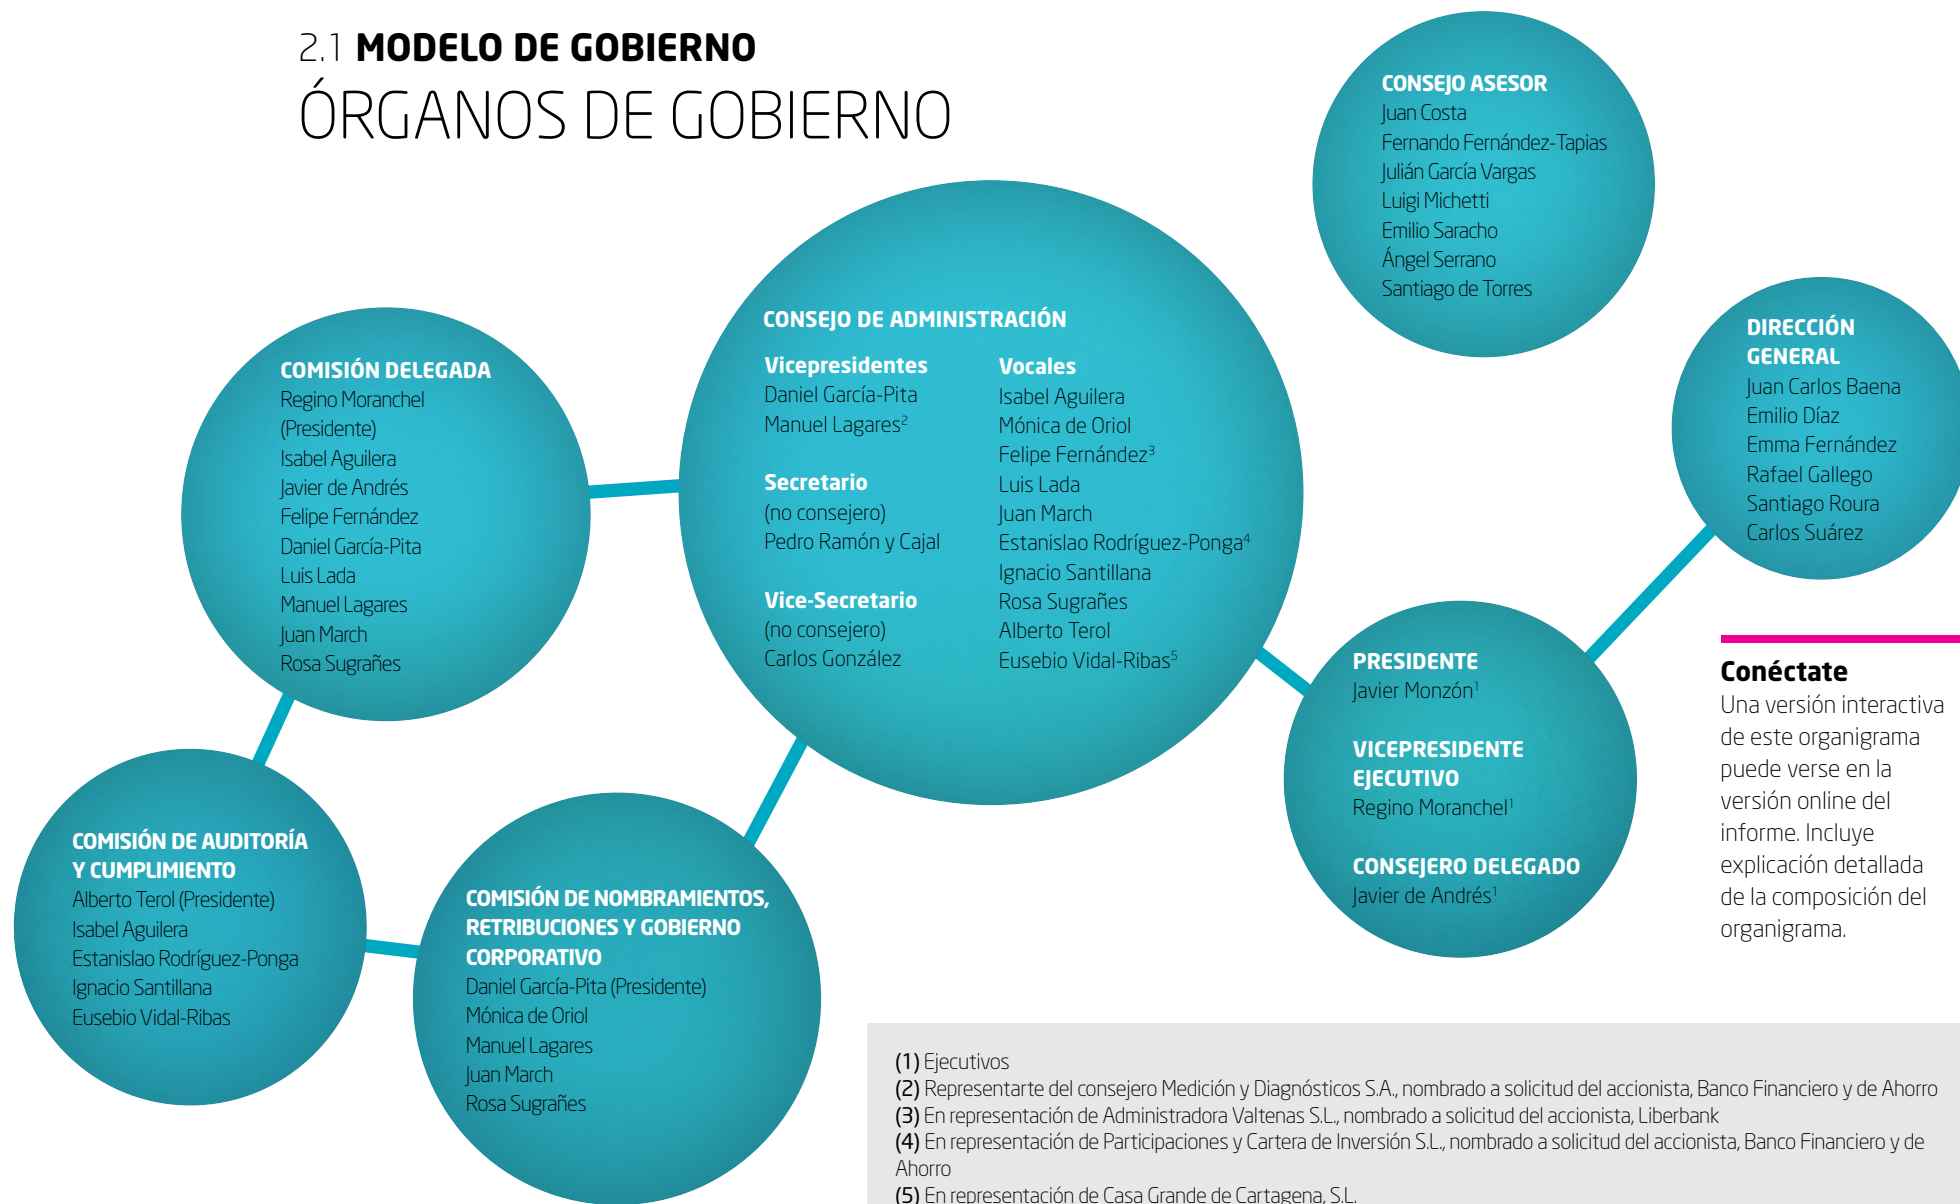 2.1 MODELO DE GOBIERNO
ÓRGANOS DE GOBIERNO
CONSEJO ASESOR
Juan Costa
Fernando Fernández-Tapias
Julián García Vargas
Luigi Michetti
Emilio Saracho
Ángel Serrano
Santiago de Torres
CONSEJO DE ADMINISTRACIÓN
Vicepresidentes
Daniel García-Pita
Manuel Lagares²
Secretario
(no consejero)
Pedro Ramón y Cajal
Vice-Secretario
(no consejero)
Carlos González
Vocales
Isabel Aguilera
Mónica de Oriol
Felipe Fernández³
Luis Lada
Juan March
Estanislao Rodríguez-Ponga⁴
Ignacio Santillana
Rosa Sugrañes
Alberto Terol
Eusebio Vidal-Ribas⁵
DIRECCIÓN
GENERAL
Juan Carlos Baena
Emilio Díaz
Emma Fernández
Rafael Gallego
Santiago Roura
Carlos Suárez
COMISIÓN DELEGADA
Regino Moranchel
(Presidente)
Isabel Aguilera
Javier de Andrés
Felipe Fernández
Daniel García-Pita
Luis Lada
Manuel Lagares
Juan March
Rosa Sugrañes
PRESIDENTE
Javier Monzón¹
VICEPRESIDENTE
EJECUTIVO
Regino Moranchel¹
CONSEJERO DELEGADO
Javier de Andrés¹
Conéctate
Una versión interactiva
de este organigrama
puede verse en la
versión online del
informe. Incluye
explicación detallada
de la composición del
organigrama.
COMISIÓN DE AUDITORÍA
Y CUMPLIMIENTO
Alberto Terol (Presidente)
Isabel Aguilera
Estanislao Rodríguez-Ponga
Ignacio Santillana
Eusebio Vidal-Ribas
COMISIÓN DE NOMBRAMIENTOS,
RETRIBUCIONES Y GOBIERNO
CORPORATIVO
Daniel García-Pita (Presidente)
Mónica de Oriol
Manuel Lagares
Juan March
Rosa Sugrañes
(1) Ejecutivos
(2) Representarte del consejero Medición y Diagnósticos S.A., nombrado a solicitud del accionista, Banco Financiero y de Ahorro
(3) En representación de Administradora Valtenas S.L., nombrado a solicitud del accionista, Liberbank
(4) En representación de Participaciones y Cartera de Inversión S.L., nombrado a solicitud del accionista, Banco Financiero y de
Ahorro
(5) En representación de Casa Grande de Cartagena, S.L.